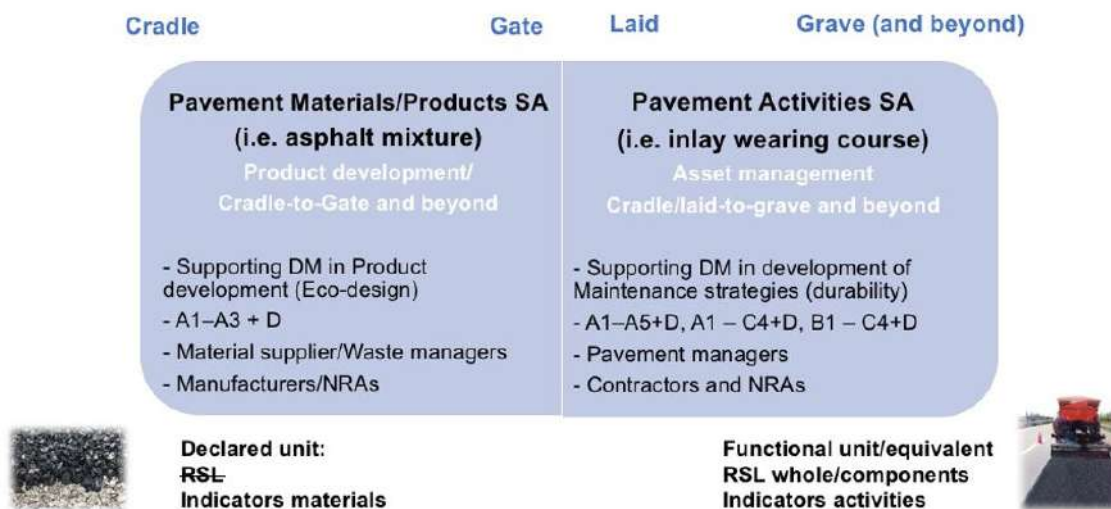 Cradle
Gate
Laid
Grave (and beyond)
Pavement Materials/Products SA
(i.e. asphalt mixture)
Product development/
Cradle-to-Gate and beyond
- Supporting DM in Product
development (Eco-design)
- A1–A3 + D
- Material supplier/Waste managers
- Manufacturers/NRAs
Pavement Activities SA
(i.e. inlay wearing course)
Asset management
Cradle/laid-to-grave and beyond
- Supporting DM in development of
Maintenance strategies (durability)
- A1–A5+D, A1 – C4+D, B1 – C4+D
- Pavement managers
- Contractors and NRAs
Declared unit:
RSL
Indicators materials
Functional unit/equivalent
RSL whole/components
Indicators activities